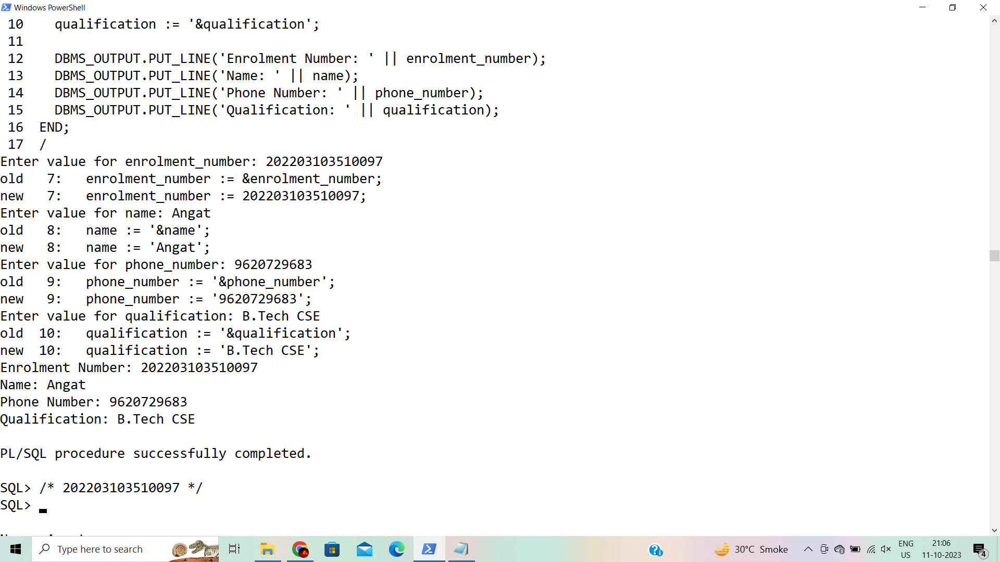 Windows PowerShell
10    qualification := '&qualification';
11
12    DBMS_OUTPUT.PUT_LINE('Enrolment Number: ' || enrolment_number);
13    DBMS_OUTPUT.PUT_LINE('Name: ' || name);
14    DBMS_OUTPUT.PUT_LINE('Phone Number: ' || phone_number);
15    DBMS_OUTPUT.PUT_LINE('Qualification: ' || qualification);
16  END;
17  /
Enter value for enrolment_number: 202203103510097
old   7:   enrolment_number := &enrolment_number;
new   7:   enrolment_number := 202203103510097;
Enter value for name: Angat
old   8:   name := '&name';
new   8:   name := 'Angat';
Enter value for phone_number: 9620729683
old   9:   phone_number := '&phone_number';
new   9:   phone_number := '9620729683';
Enter value for qualification: B.Tech CSE
old  10:   qualification := '&qualification';
new  10:   qualification := 'B.Tech CSE';
Enrolment Number: 202203103510097
Name: Angat
Phone Number: 9620729683
Qualification: B.Tech CSE
PL/SQL procedure successfully completed.
SQL> /* 202203103510097 */
SQL>
Type here to search
30°C Smoke
ENG
US
21:06
11-10-2023
4